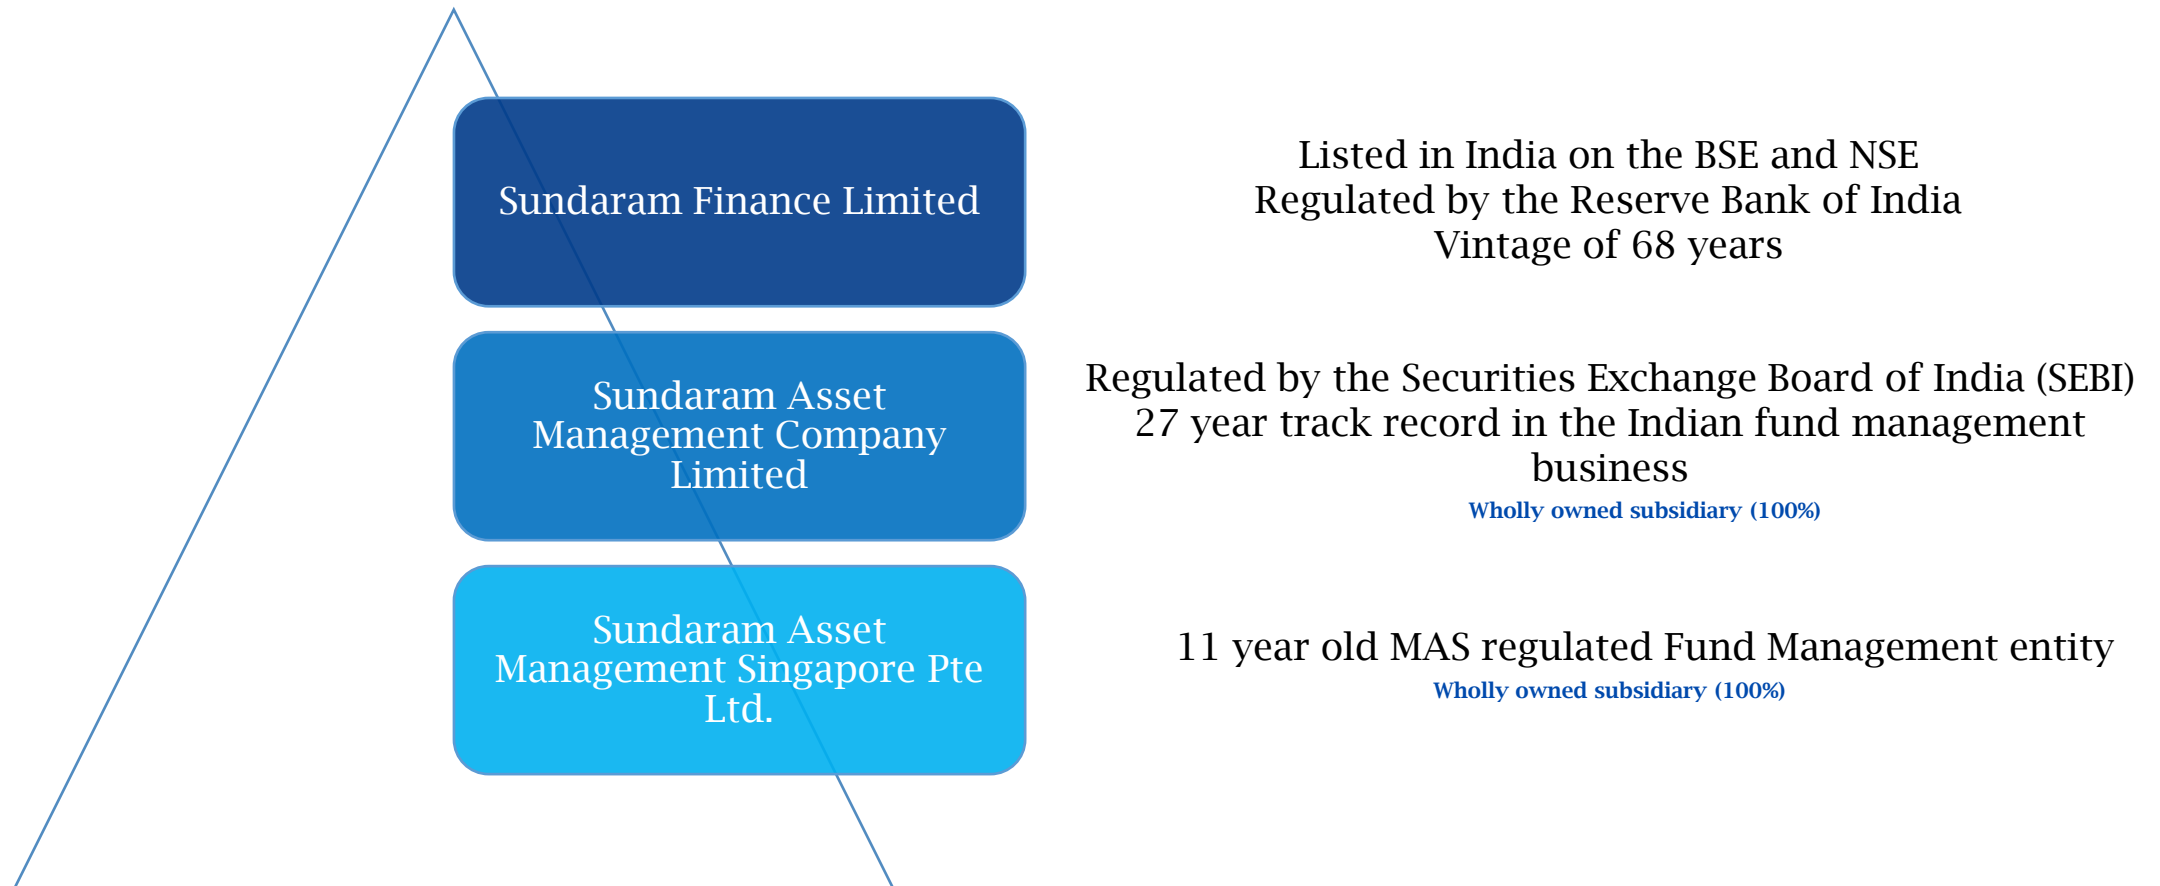 Sundaram Finance Limited
Listed in India on the BSE and NSE
Regulated by the Reserve Bank of India
Vintage of 68 years
Sundaram Asset
Management Company
Limited
Regulated by the Securities Exchange Board of India (SEBI)
27 year track record in the Indian fund management
business
Wholly owned subsidiary (100%)
Sundaram Asset
Management Singapore Pte
Ltd.
11 year old MAS regulated Fund Management entity
Wholly owned subsidiary (100%)